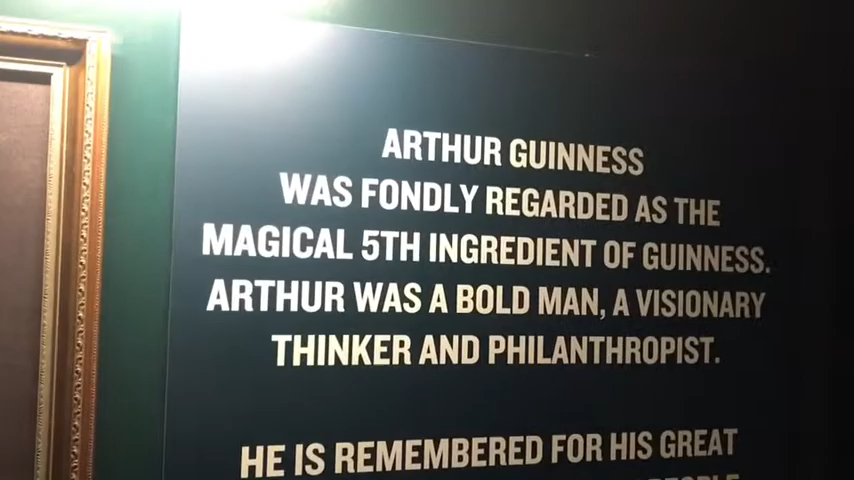 ARTHUR GUINNESS
WAS FONDLY REGARDED AS THE
MAGICAL 5TH INGREDIENT OF GUINNESS.
ARTHUR WAS A BOLD MAN, A VISIONARY
THINKER AND PHILANTHROPIST.
HE IS REMEMBERED FOR HIS GREAT
PEOPLE